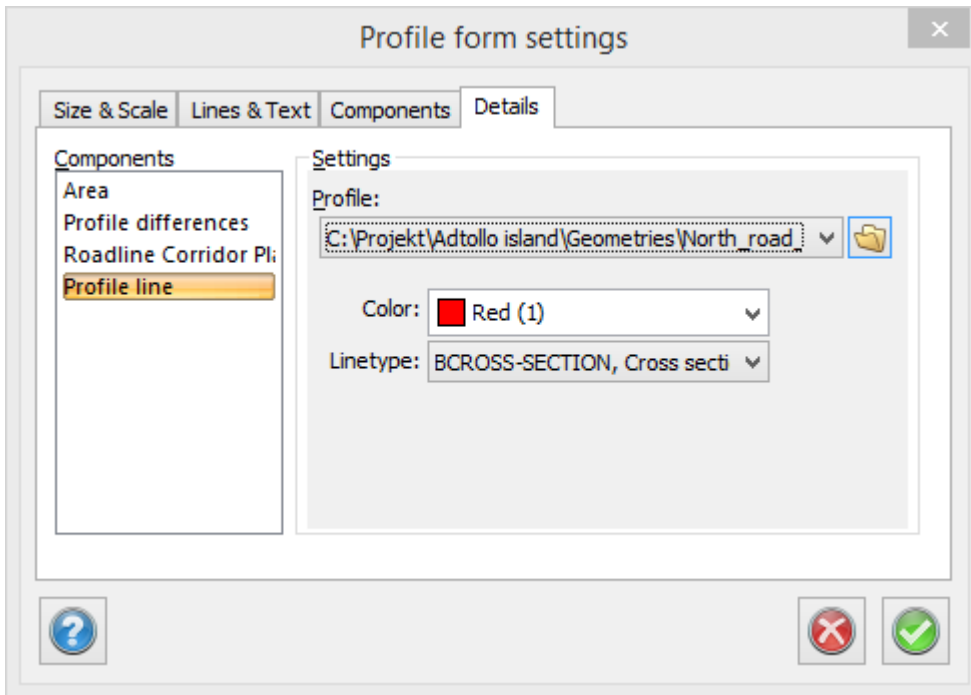 Profile form settings
Size & Scale
Lines & Text
Components
Details
Components
Area
Profile differences
Roadline Corridor Pl
Profile line
Settings
Profile:
C:\Projekt\Adtollo island\Geometries\North_road_
Color:
Red (1)
Linetype:
BCROSS-SECTION, Cross secti